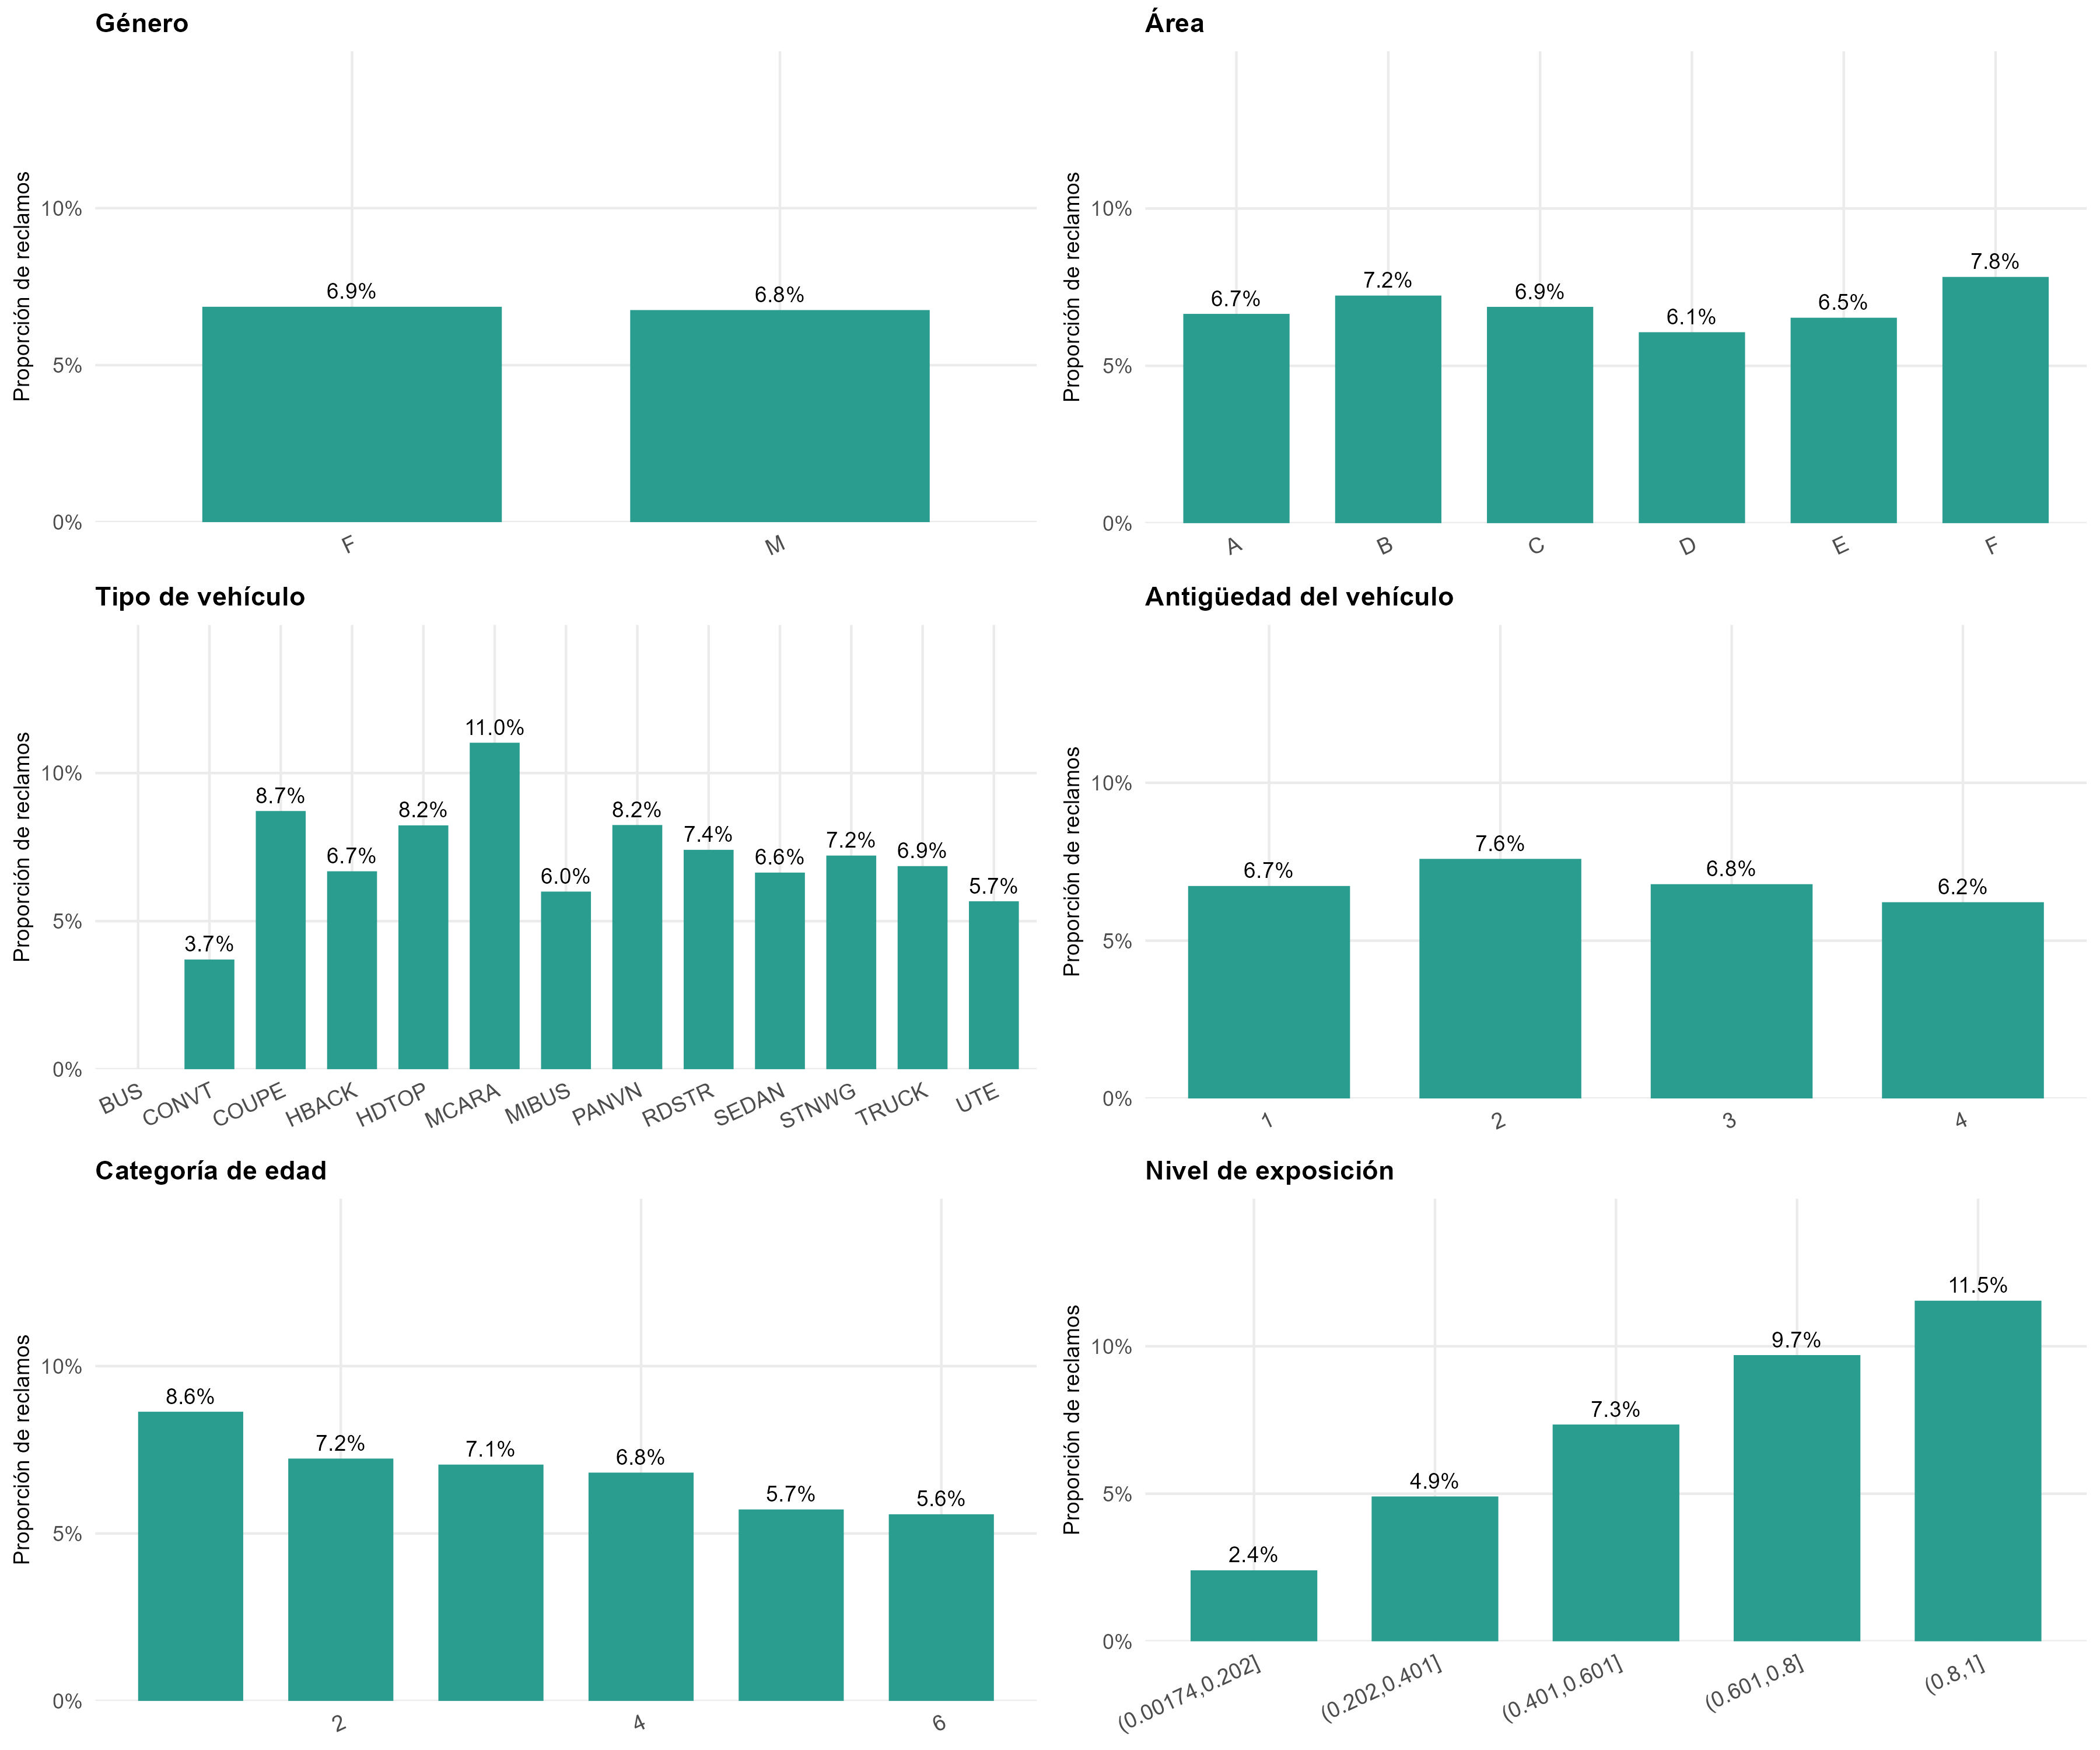 Género
Proporción de reclamos
10%
5%
0%
6.9%
6.8%
F
M
Área
Proporción de reclamos
10%
5%
0%
6.7%
7.2%
6.9%
6.1%
6.5%
7.8%
A
B
C
D
E
F
Tipo de vehículo
Proporción de reclamos
10%
5%
0%
3.7%
8.7%
6.7%
8.2%
11.0%
6.0%
8.2%
7.4%
6.6%
7.2%
6.9%
5.7%
BUS
CONVT
COUPE
HBACK
HDTOP
MCARA
MIBUS
PANVN
RDSTR
SEDAN
STNWG
TRUCK
UTE
Antigüedad del vehículo
Proporción de reclamos
10%
5%
0%
6.7%
7.6%
6.8%
6.2%
1
2
3
4
Categoría de edad
Proporción de reclamos
10%
5%
0%
8.6%
7.2%
7.1%
6.8%
5.7%
5.6%
2
4
6
Nivel de exposición
Proporción de reclamos
10%
5%
0%
2.4%
4.9%
7.3%
9.7%
11.5%
(0.00174,0.202]
(0.202,0.401]
(0.401,0.601]
(0.601,0.8]
(0.8,1]